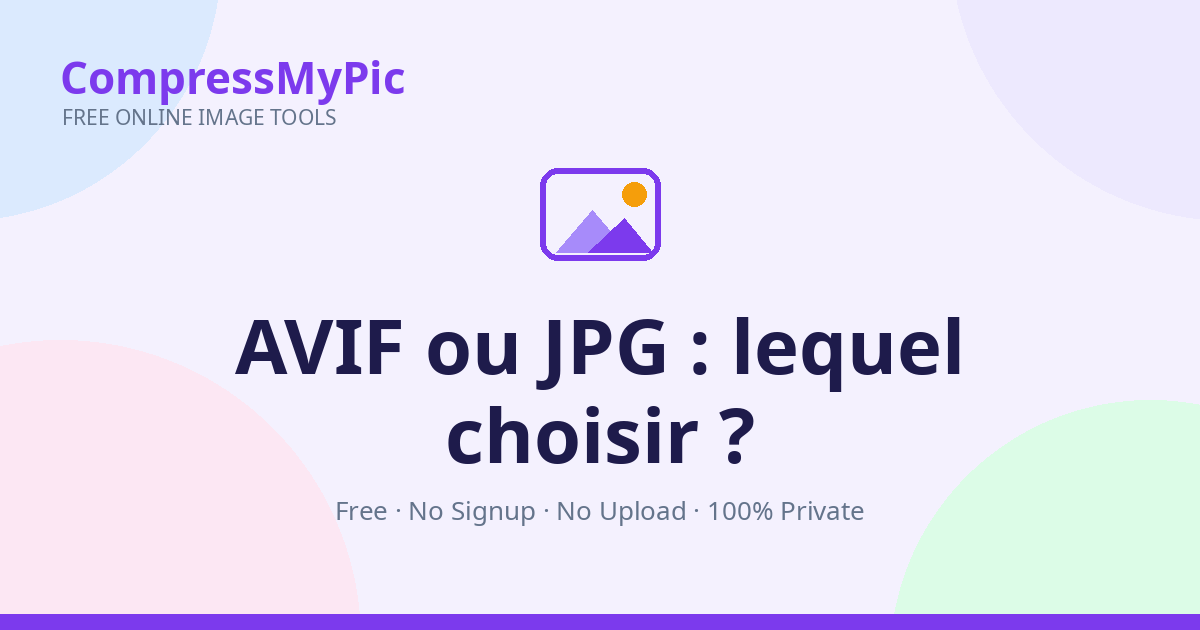 CompressMyPic
FREE ONLINE IMAGE TOOLS
AVIF ou JPG : lequel
choisir ?
Free · No Signup · No Upload · 100% Private